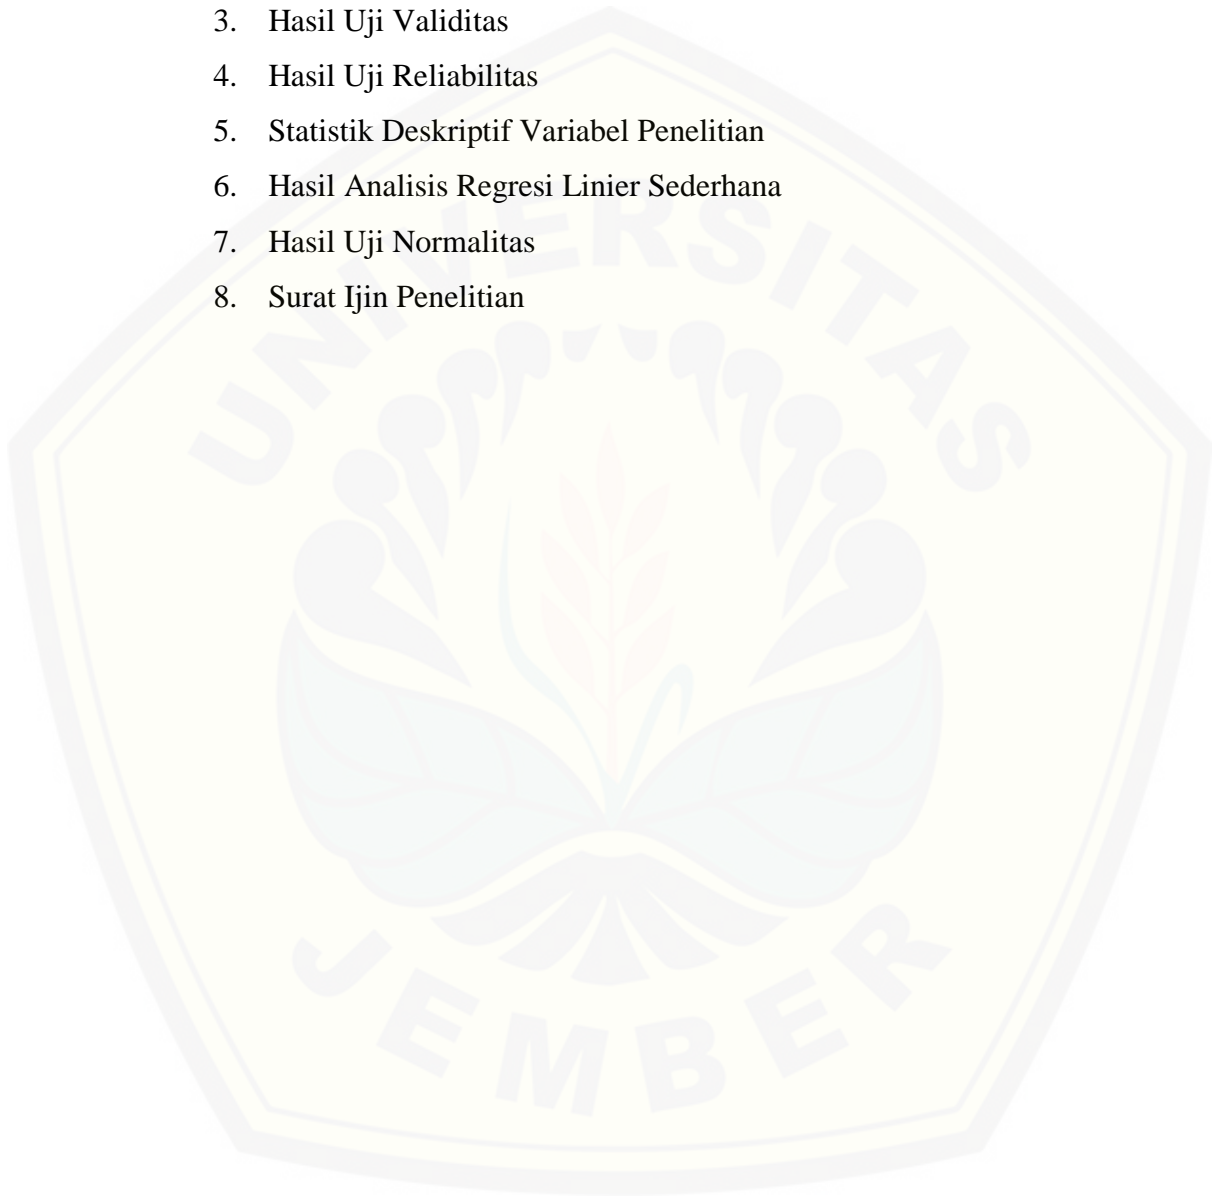 3. Hasil Uji Validitas
4. Hasil Uji Reliabilitas
5. Statistik Deskriptif Variabel Penelitian
6. Hasil Analisis Regresi Linier Sederhana
7. Hasil Uji Normalitas
8. Surat Ijin Penelitian
UNIVERSITAS
JEMBER